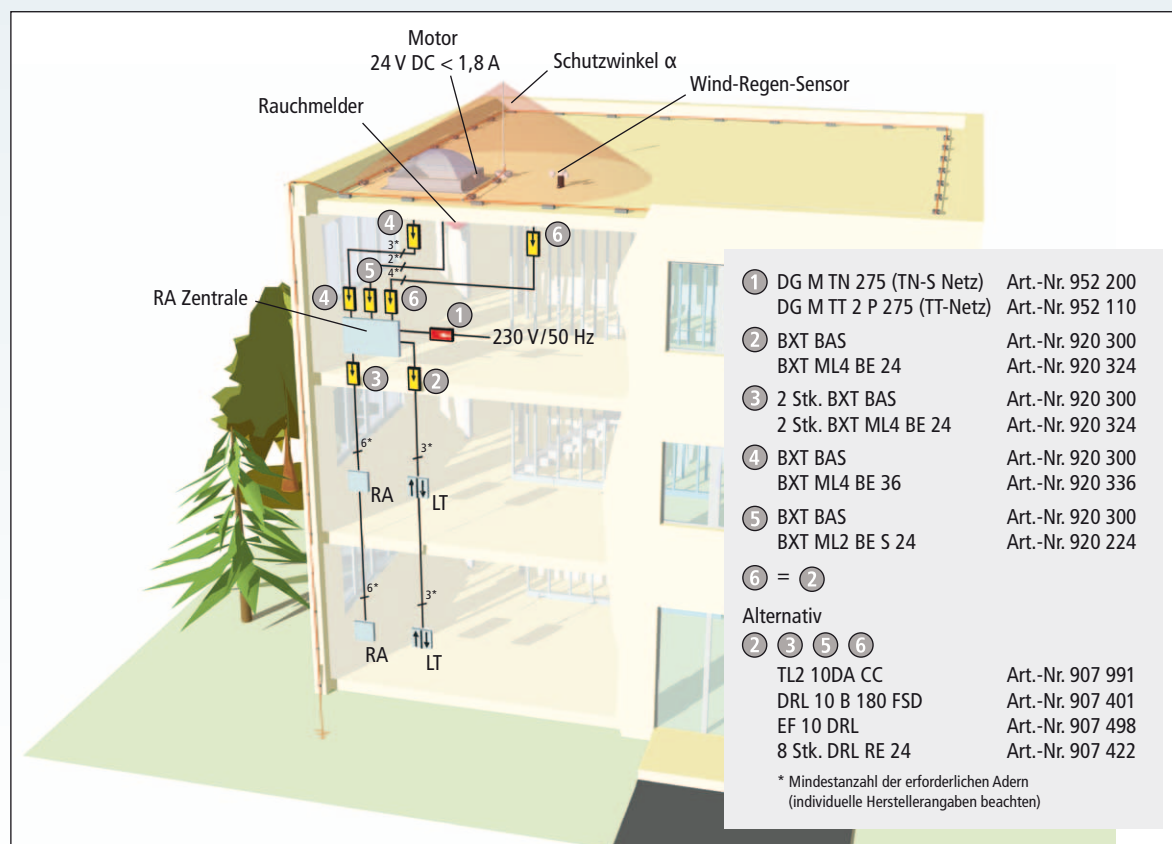 Motor
24 V DC < 1,8 A
Schutzwinkel α
Wind-Regen-Sensor
Rauchmelder
4
3*
2*
5
4*
6
4
6
RA Zentrale
1
230 V/50 Hz
3
2
6*
3*
RA
LT
6*
3*
RA
LT
1 DG M TN 275 (TN-S Netz) Art.-Nr. 952 200
DG M TT 2 P 275 (TT-Netz) Art.-Nr. 952 110
2 BXT BAS Art.-Nr. 920 300
BXT ML4 BE 24 Art.-Nr. 920 324
3 2 Stk. BXT BAS Art.-Nr. 920 300
2 Stk. BXT ML4 BE 24 Art.-Nr. 920 324
4 BXT BAS Art.-Nr. 920 300
BXT ML4 BE 36 Art.-Nr. 920 336
5 BXT BAS Art.-Nr. 920 300
BXT ML2 BE S 24 Art.-Nr. 920 224
6 = 2
Alternativ
2 3 5 6
TL2 10DA CC Art.-Nr. 907 991
DRL 10 B 180 FSD Art.-Nr. 907 401
EF 10 DRL Art.-Nr. 907 498
8 Stk. DRL RE 24 Art.-Nr. 907 422
* Mindestanzahl der erforderlichen Adern
(individuelle Herstellerangaben beachten)